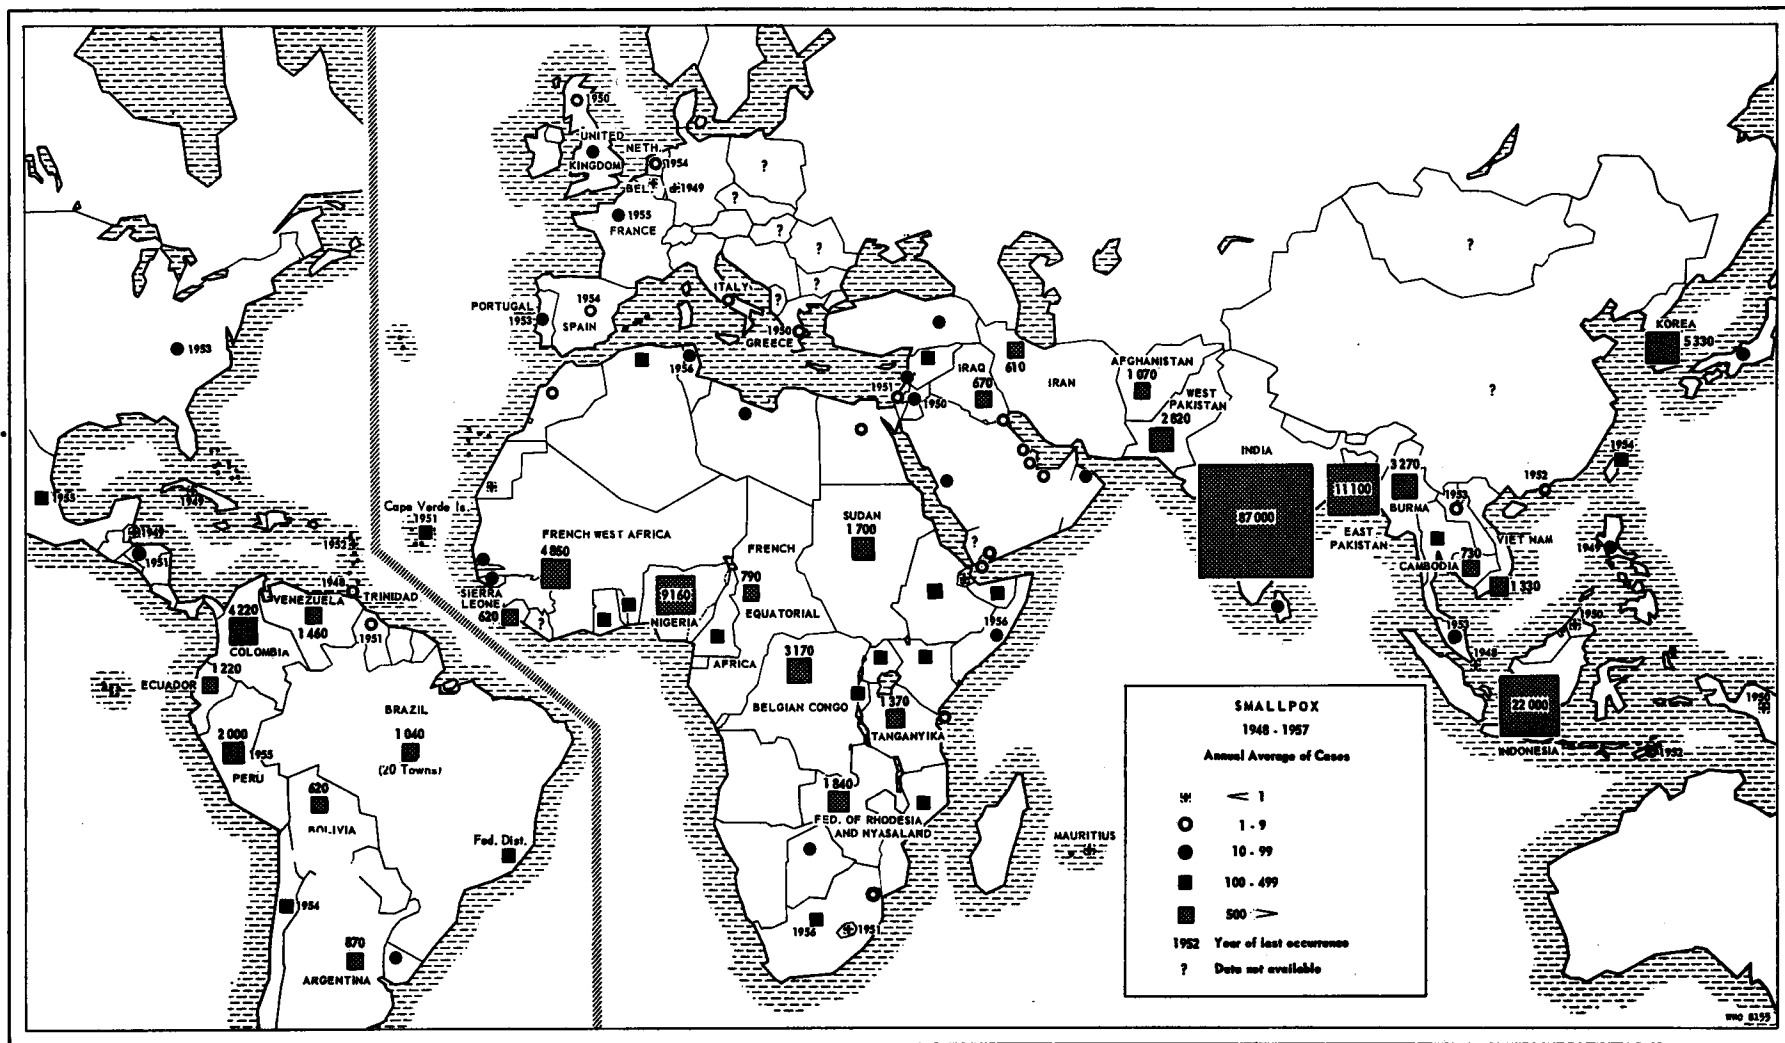 1950
UNITED
KINGDOM
NETH.
1954
BEL.
1949
?
?
1955
FRANCE
?
?
?
?
ITALY
PORTUGAL
1953
1954
SPAIN
1950
GREECE
1953
1956
1951
1950
IRAQ
670
610
IRAN
AFGHANISTAN
1 070
WEST
PAKISTAN
2 820
?
?
KOREA
5 330
INDIA
87 000
11 100
EAST
PAKISTAN
3 270
BURMA
1953
1952
1954
VIET NAM
1949
730
CAMBODIA
1 330
1953
1948
1950
22 000
INDONESIA
1952
1955
1949
1949
1951
1952
1948
TRINIDAD
Cape Verde Is.
1951
VENEZUELA
1 460
4 220
COLOMBIA
1951
1 220
ECUADOR
BRAZIL
1 040
(20 Towns)
2 000
1955
PERU
620
BOLIVIA
Fed. Dist.
1954
870
ARGENTINA
FRENCH WEST AFRICA
4 850
SIERRA
LEONE
620
?
9160
NIGERIA
FRENCH
790
EQUATORIAL
AFRICA
SUDAN
1 700
?
1956
3 170
BELGIAN CONGO
1 370
TANGANYIKA
1 840
FED. OF RHODESIA
AND NYASALAND
MAURITIUS
1956
1951
SMALLPOX
1948 - 1957
Annual Average of Cases
< 1
1 - 9
10 - 99
100 - 499
500 >
1952 Year of last occurrence
? Data not available
WHO 8155